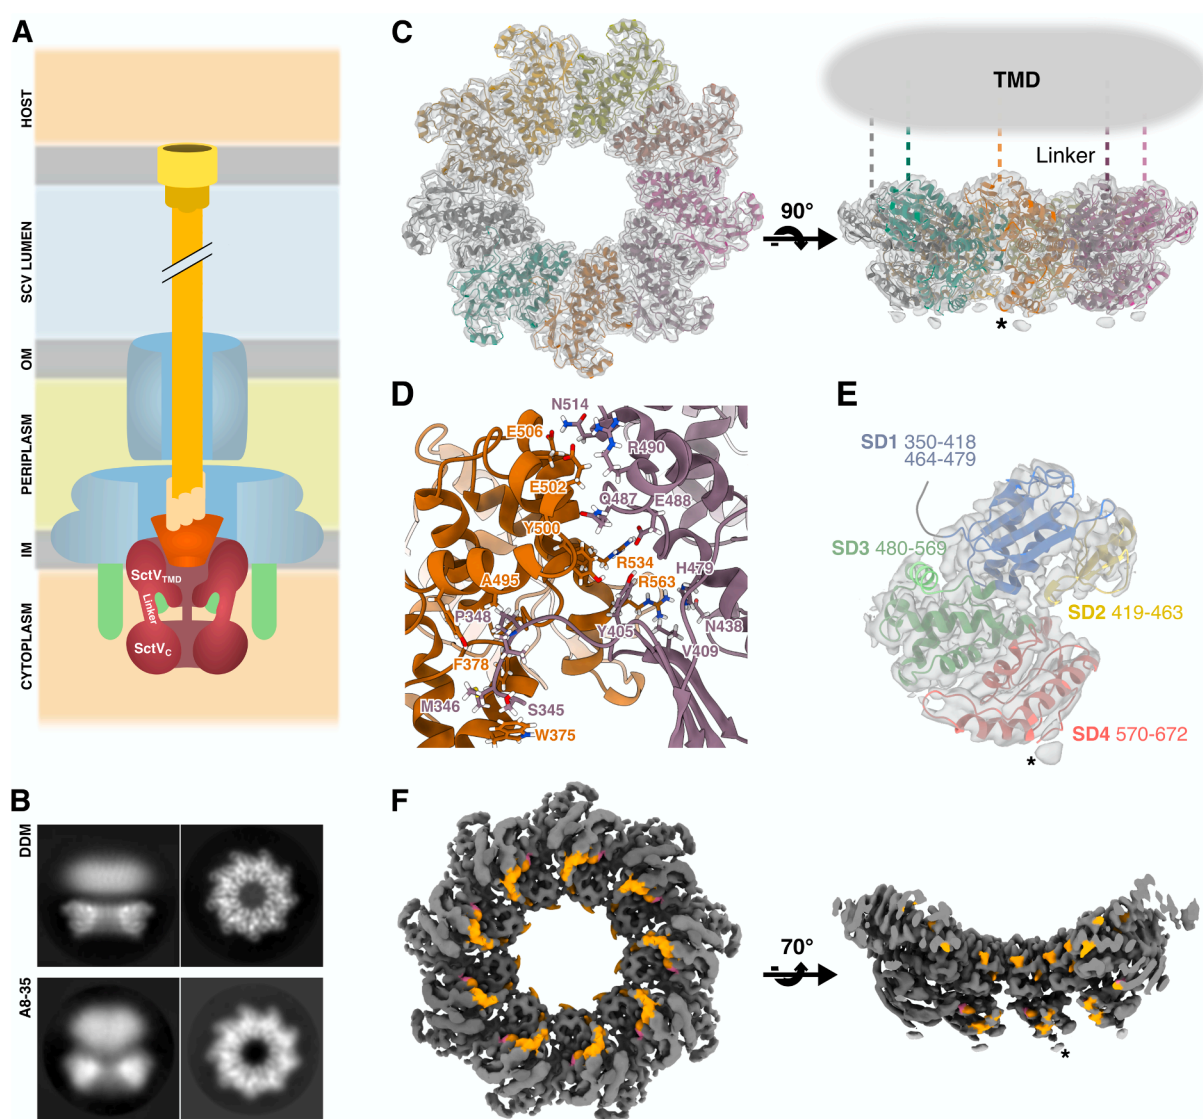 A
HOST
SCV LUMEN
OM
PERIPLASM
IM
CYTOPLASM
SctVTMD
Linker
SctVC
B
DDM
A8-35
C
90°
TMD
Linker
*
D
N514
E506
R490
E502
Q487
E488
Y500
R534
H479
A495
R563
P348
N438
Y405
V409
F378
M346
S345
W375
E
SD1 350-418
464-479
SD3 480-569
SD2 419-463
SD4 570-672
*
F
70°
*